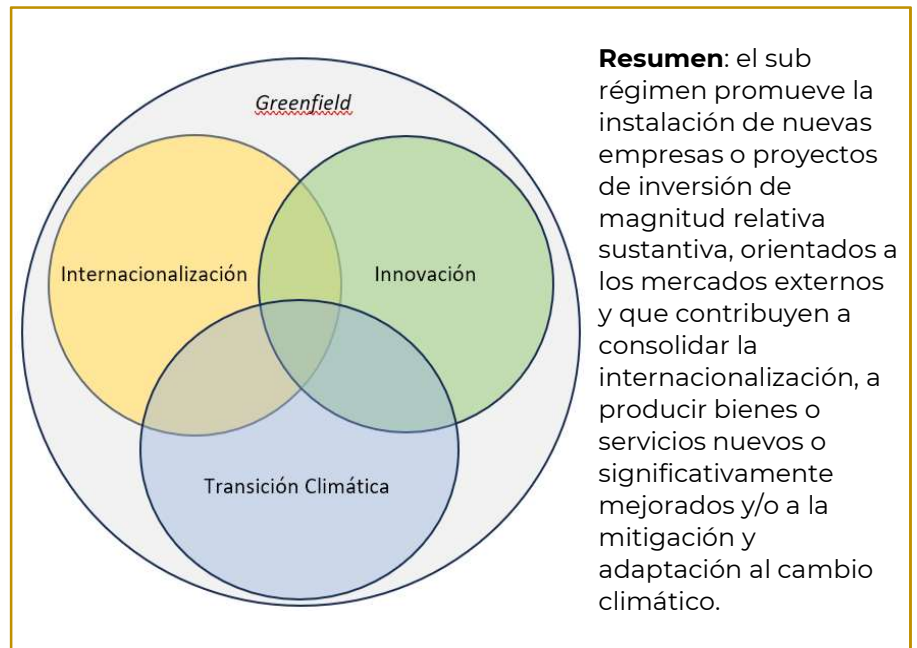 Greenfield
Internacionalización
Innovación
Transición Climática
Resumen: el sub
régimen promueve la
instalación de nuevas
empresas o proyectos
de inversión de
magnitud relativa
sustantiva, orientados a
los mercados externos
y que contribuyen a
consolidar la
internacionalización, a
producir bienes o
servicios nuevos o
significativamente
mejorados y/o a la
mitigación y
adaptación al cambio
climático.